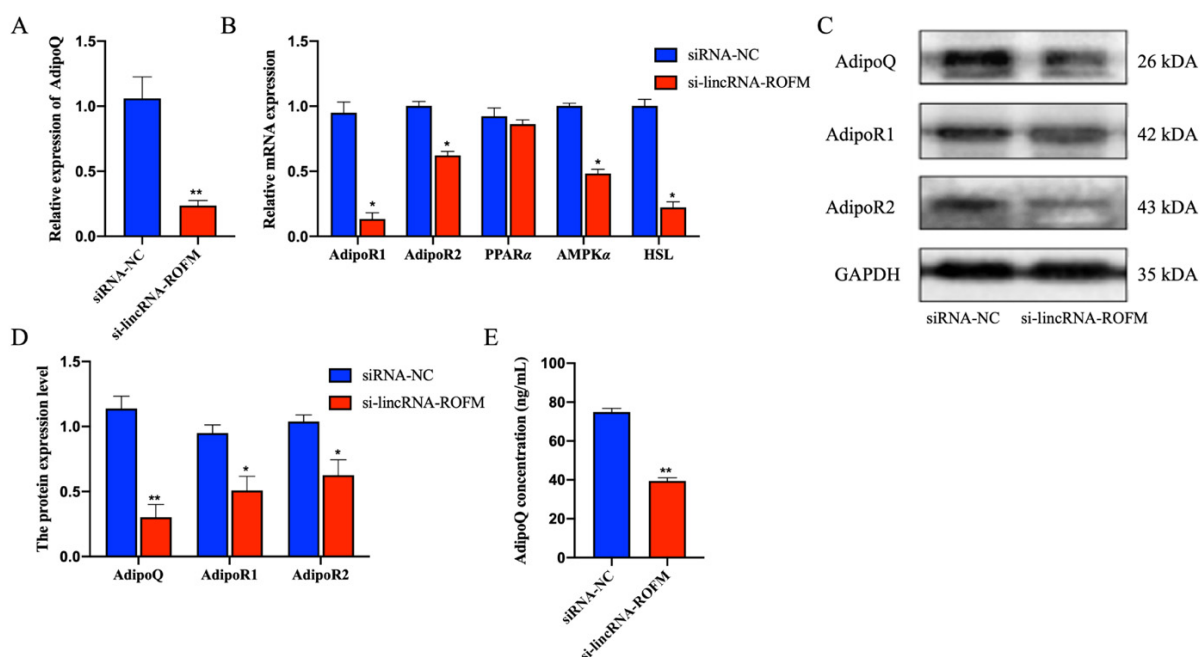 A
Relative expression of AdipoQ
1.5
1.0
0.5
0.0
**
siRNA-NC
si-lincRNA-ROFM
B
Relative mRNA expression
1.5
1.0
0.5
0.0
siRNA-NC
si-lincRNA-ROFM
*
*
*
*
AdipoR1 AdipoR2 PPARα AMPKα HSL
C
AdipoQ 26 kDA
AdipoR1 42 kDA
AdipoR2 43 kDA
GAPDH 35 kDA
siRNA-NC si-lincRNA-ROFM
D
The protein expression level
1.5
1.0
0.5
0.0
siRNA-NC
si-lincRNA-ROFM
**
*
*
AdipoQ AdipoR1 AdipoR2
E
AdipoQ concentration (ng/mL)
100
80
60
40
20
0
**
siRNA-NC
si-lincRNA-ROFM